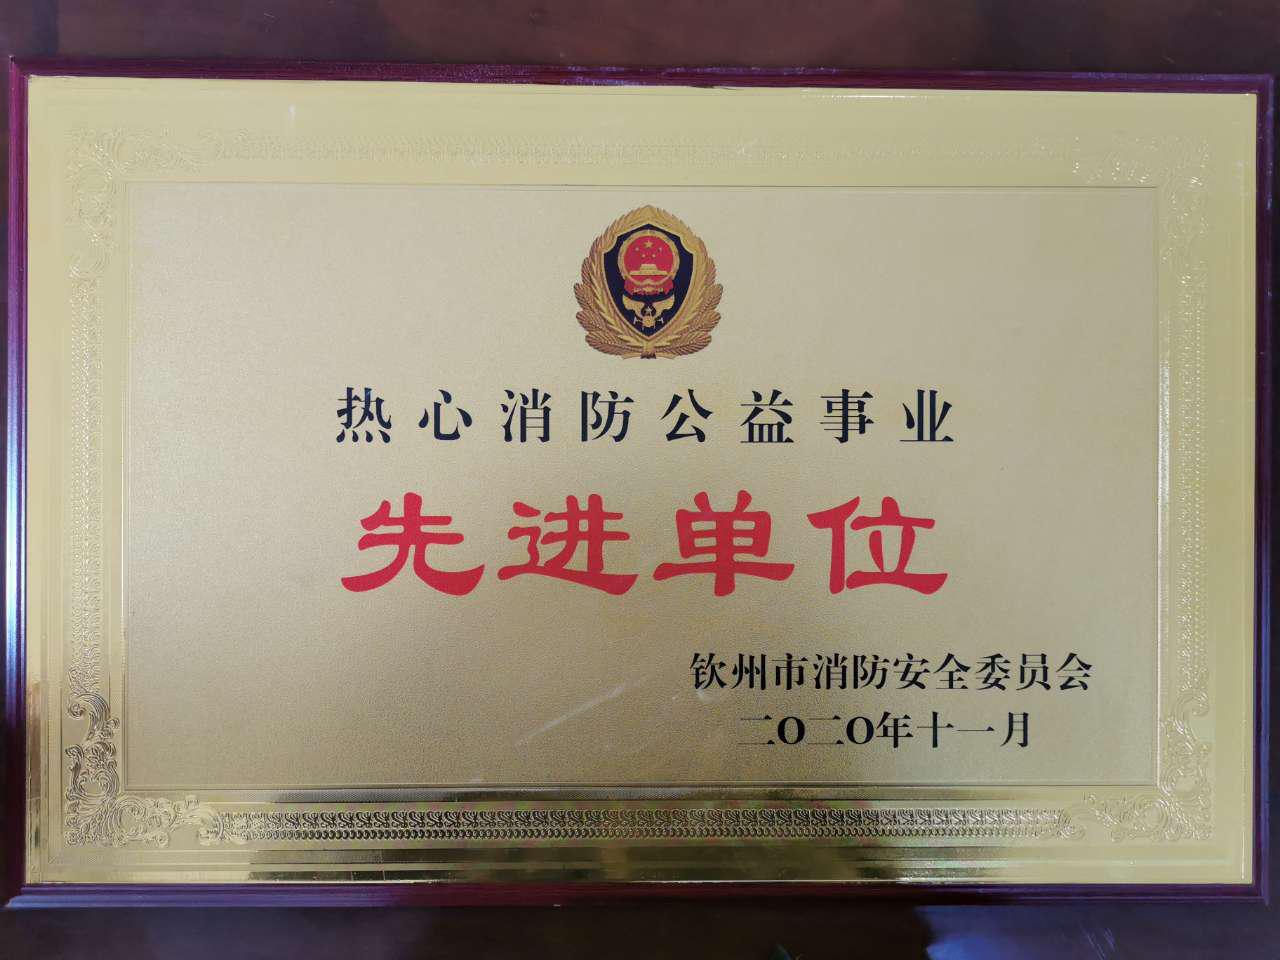 热心消防公益事业
先进单位
钦州市消防安全委员会
二〇二〇年十一月